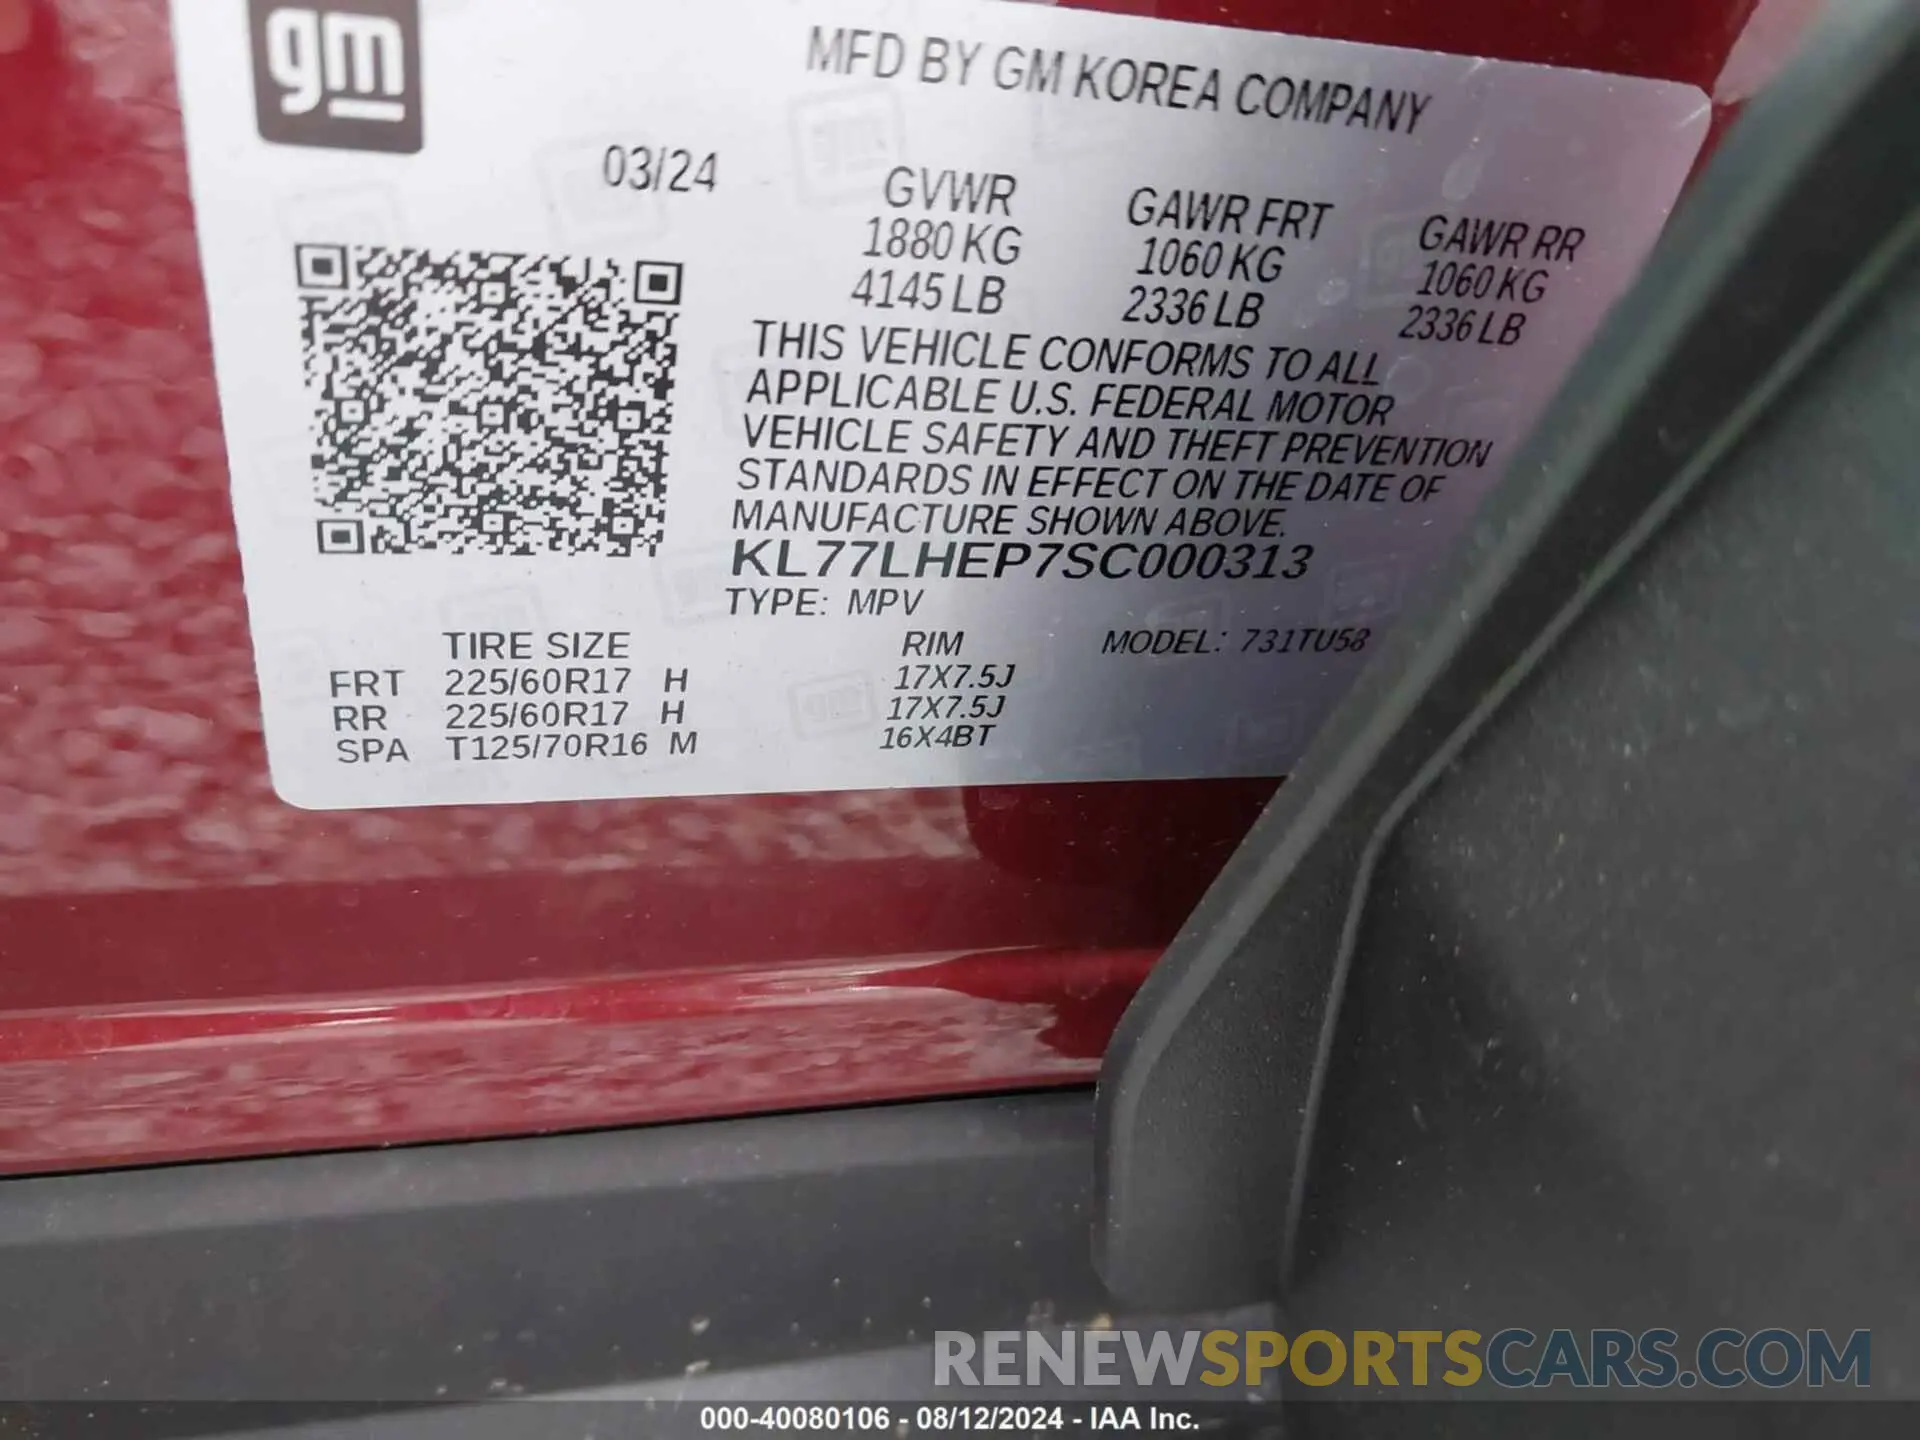 gm
MFD BY GM KOREA COMPANY
03/24
GVWR GAWR FRT GAWR RR
1880 KG 1060 KG 1060 KG
4145 LB 2336 LB 2336 LB
THIS VEHICLE CONFORMS TO ALL
APPLICABLE U.S. FEDERAL MOTOR
VEHICLE SAFETY AND THEFT PREVENTION
STANDARDS IN EFFECT ON THE DATE OF
MANUFACTURE SHOWN ABOVE.
KL77LHEP7SC000313
TYPE: MPV
TIRE SIZE RIM MODEL: 731TU58
FRT 225/60R17 H 17X7.5J
RR 225/60R17 H 17X7.5J
SPA T125/70R16 M 16X4BT
RENEWSPORTSCARS.COM
000-40080106 - 08/12/2024 - IAA Inc.